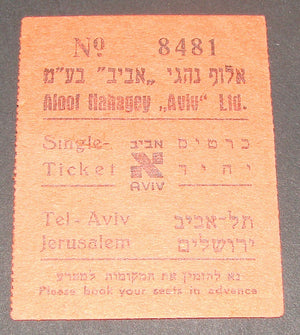 Nº 8481
אלוף נהגי „אביב" בע"מ
Aloof Nahagey „Aviv" Ltd.
Single- אביב כרטיס
Ticket יחיד
AVIV
Tel-Aviv תל-אביב
Jerusalem ירושלים
נא להזמין את המקומות למפרע
Please book your seats in advance